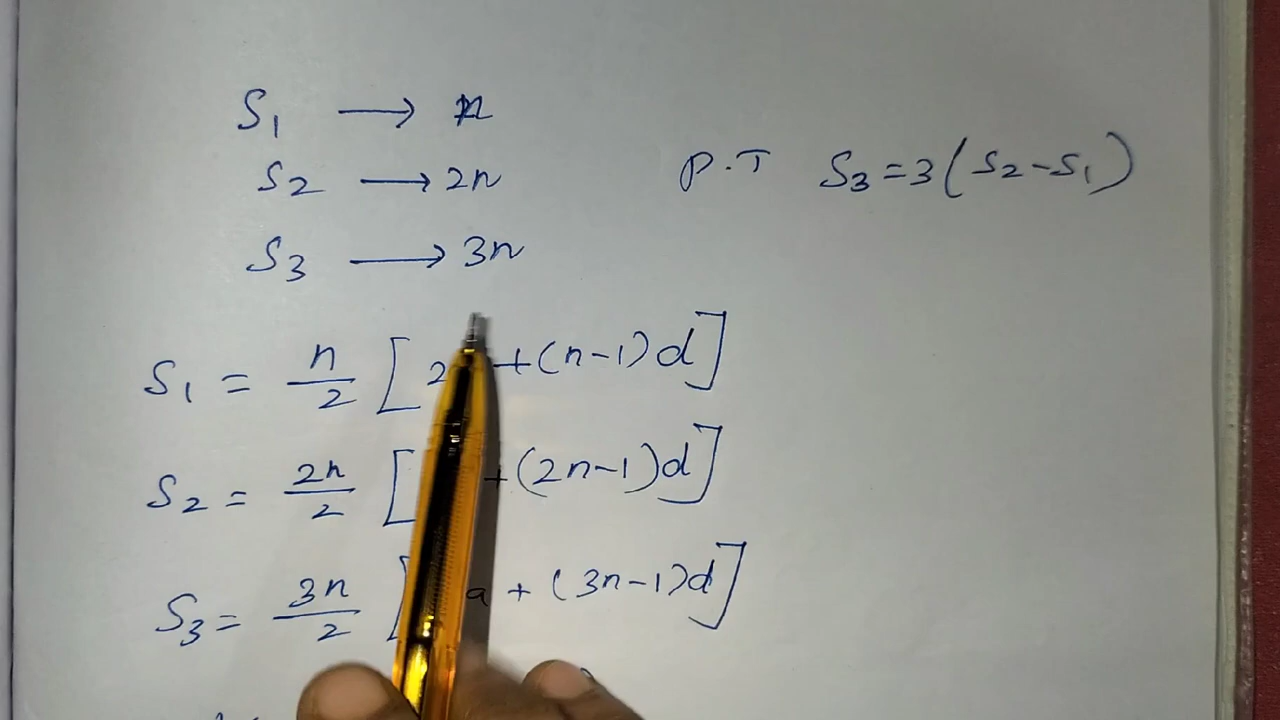 S₁ → n
S₂ → 2n
P.T S₃ = 3(S₂-S₁)
S₃ → 3n
S₁ = n/2 [2 +(n-1)d]
S₂ = 2n/2 [ +(2n-1)d]
S₃ = 3n/2 [ a + (3n-1)d]